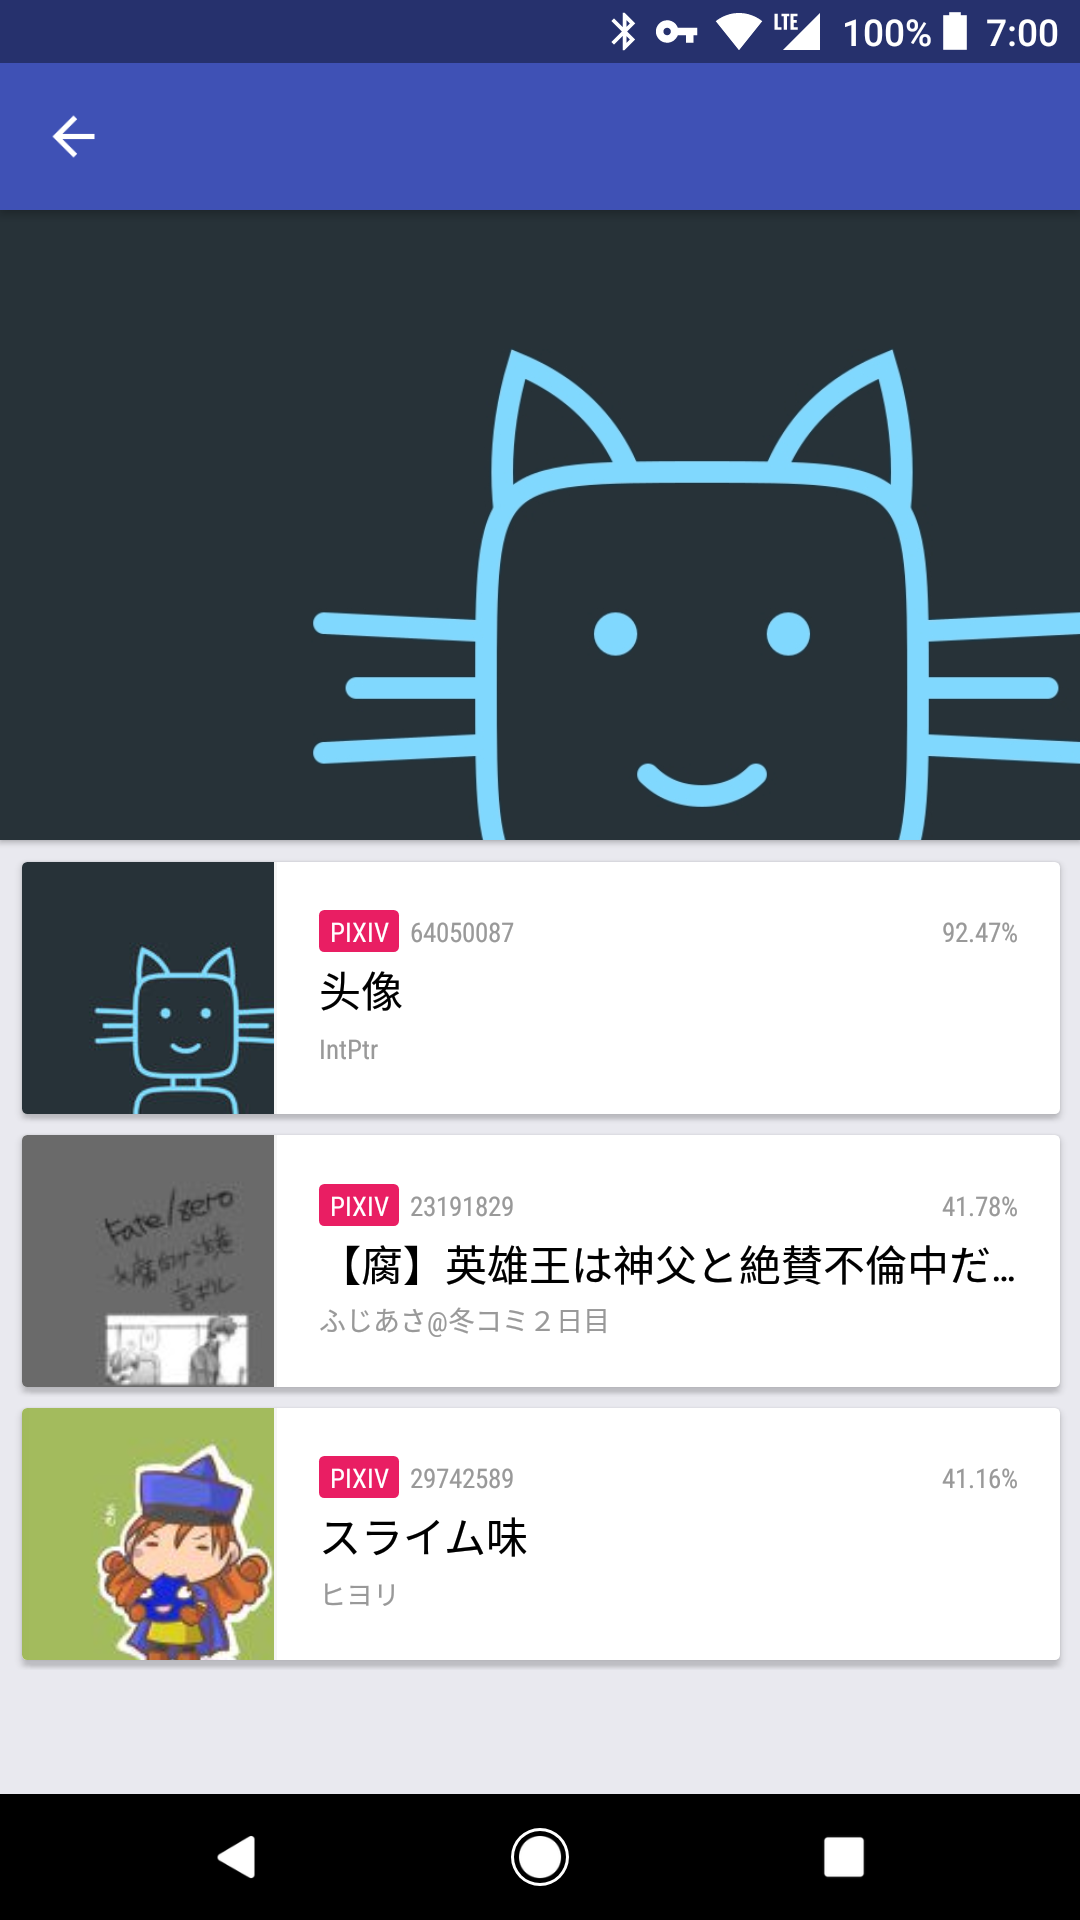 LTE 100% 7:00
PIXIV 64050087 92.47%
头像
IntPtr
Fate/zero
PIXIV 23191829 41.78%
【腐】英雄王は神父と絶賛不倫中だ...
ふじあさ@冬コミ２日目
PIXIV 29742589 41.16%
スライム味
ヒヨリ